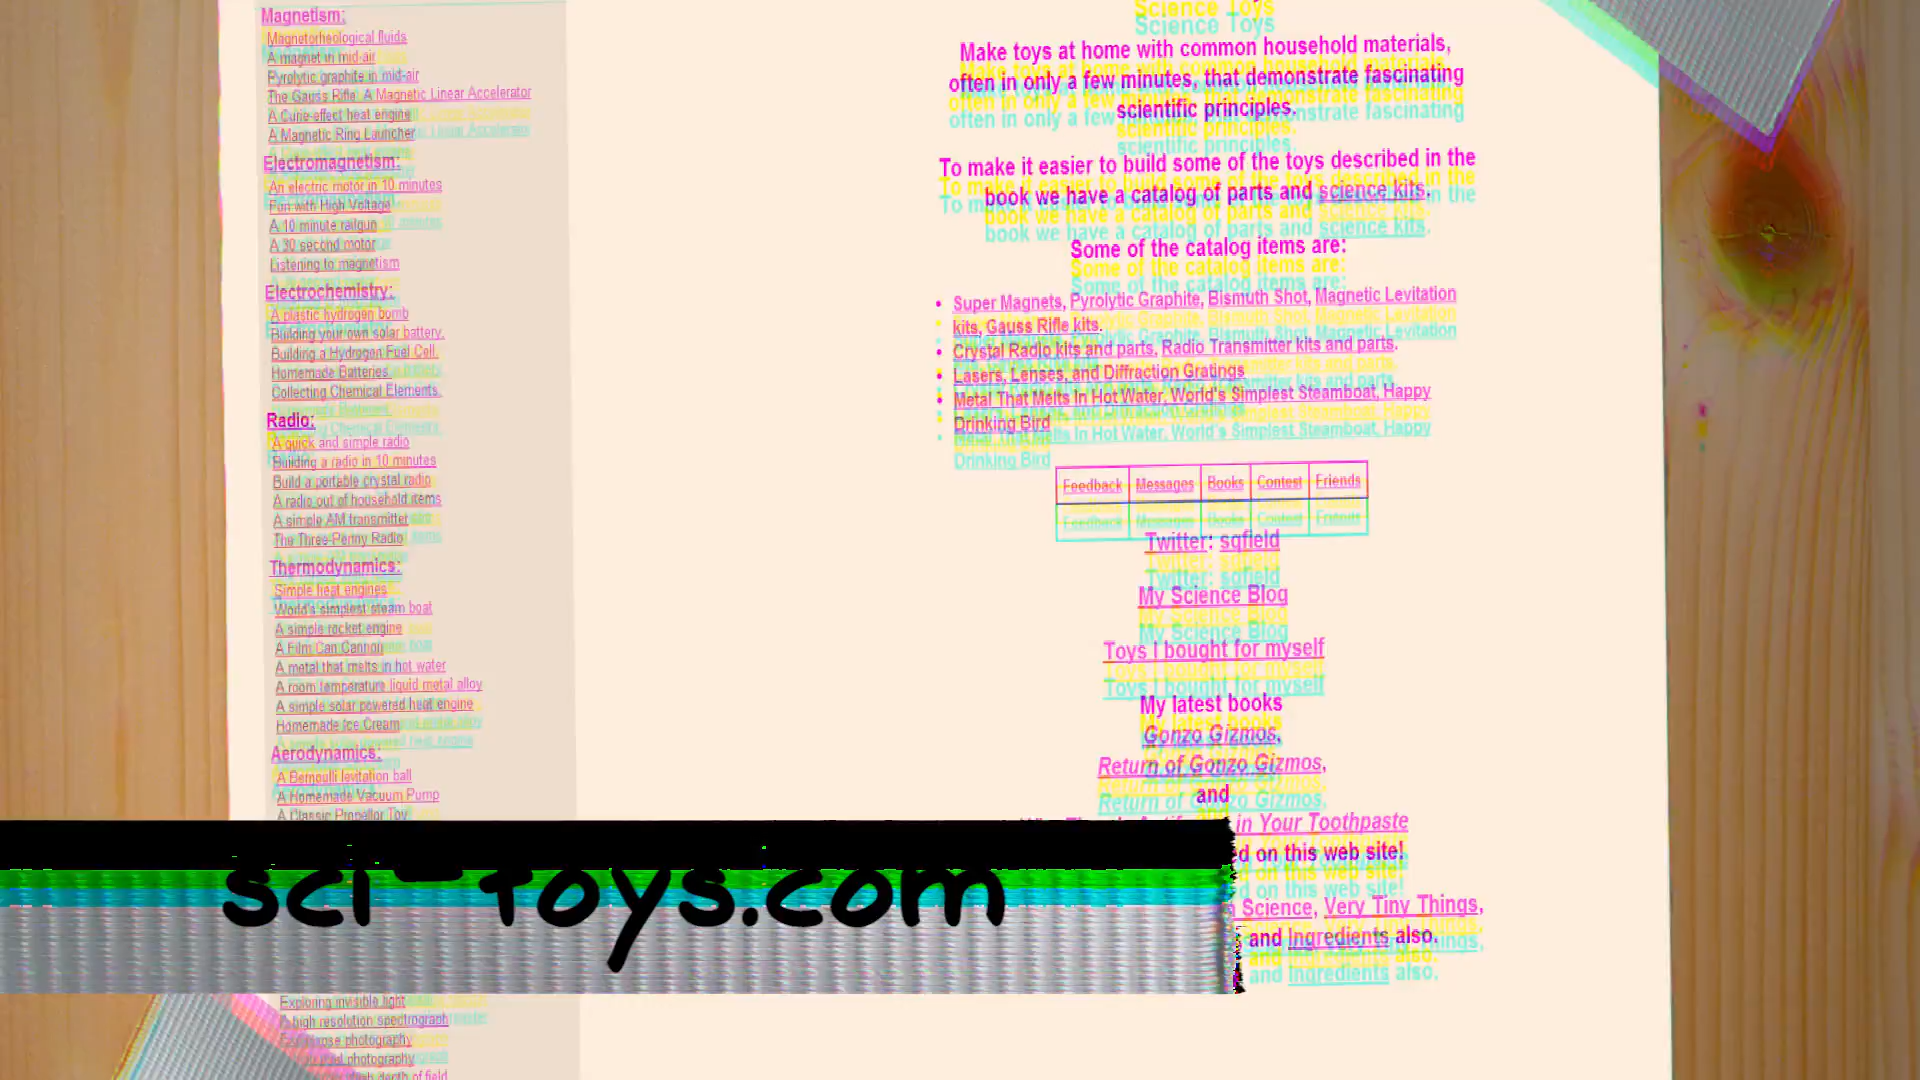 Magnetism:
Magnetorheological fluids
A magnet in mid-air
Pyrolytic graphite in mid-air
The Gauss Rifle: A Magnetic Linear Accelerator
A Curie-effect heat engine
A Magnetic Ring Launcher
Electromagnetism:
An electric motor in 10 minutes
Fun with High Voltage
A 10 minute railgun
A 30 second motor
Listening to magnetism
Electrochemistry:
A plastic hydrogen bomb
Building your own solar battery.
Building a Hydrogen Fuel Cell.
Homemade Batteries
Collecting Chemical Elements.
Radio:
A quick and simple radio
Building a radio in 10 minutes
Build a portable crystal radio
A radio out of household items
A simple AM transmitter
The Three-Penny Radio
Thermodynamics:
Simple heat engines
World's simplest steam boat
A simple rocket engine
A Film Can Cannon
A metal that melts in hot water
A room temperature liquid metal alloy
A simple solar powered heat engine
Homemade Ice Cream
Aerodynamics:
A Bernoulli levitation ball
A Homemade Vacuum Pump
A Classic Propellor Toy
Exploring invisible light
A high resolution spectrograph
photography
photography
depth of field
Science Toys
Make toys at home with common household materials,
often in only a few minutes, that demonstrate fascinating
scientific principles.
To make it easier to build some of the toys described in the
book we have a catalog of parts and science kits.
Some of the catalog items are:
• Super Magnets, Pyrolytic Graphite, Bismuth Shot, Magnetic Levitation
kits, Gauss Rifle kits.
• Crystal Radio kits and parts, Radio Transmitter kits and parts.
• Lasers, Lenses, and Diffraction Gratings
• Metal That Melts In Hot Water, World's Simplest Steamboat, Happy
Drinking Bird
Feedback Messages Books Contest Friends
Twitter: sqfield
My Science Blog
Toys I bought for myself
My latest books
Gonzo Gizmos,
Return of Gonzo Gizmos,
and
in Your Toothpaste
on this web site!
Science, Very Tiny Things,
and Ingredients also.
sci-toys.com